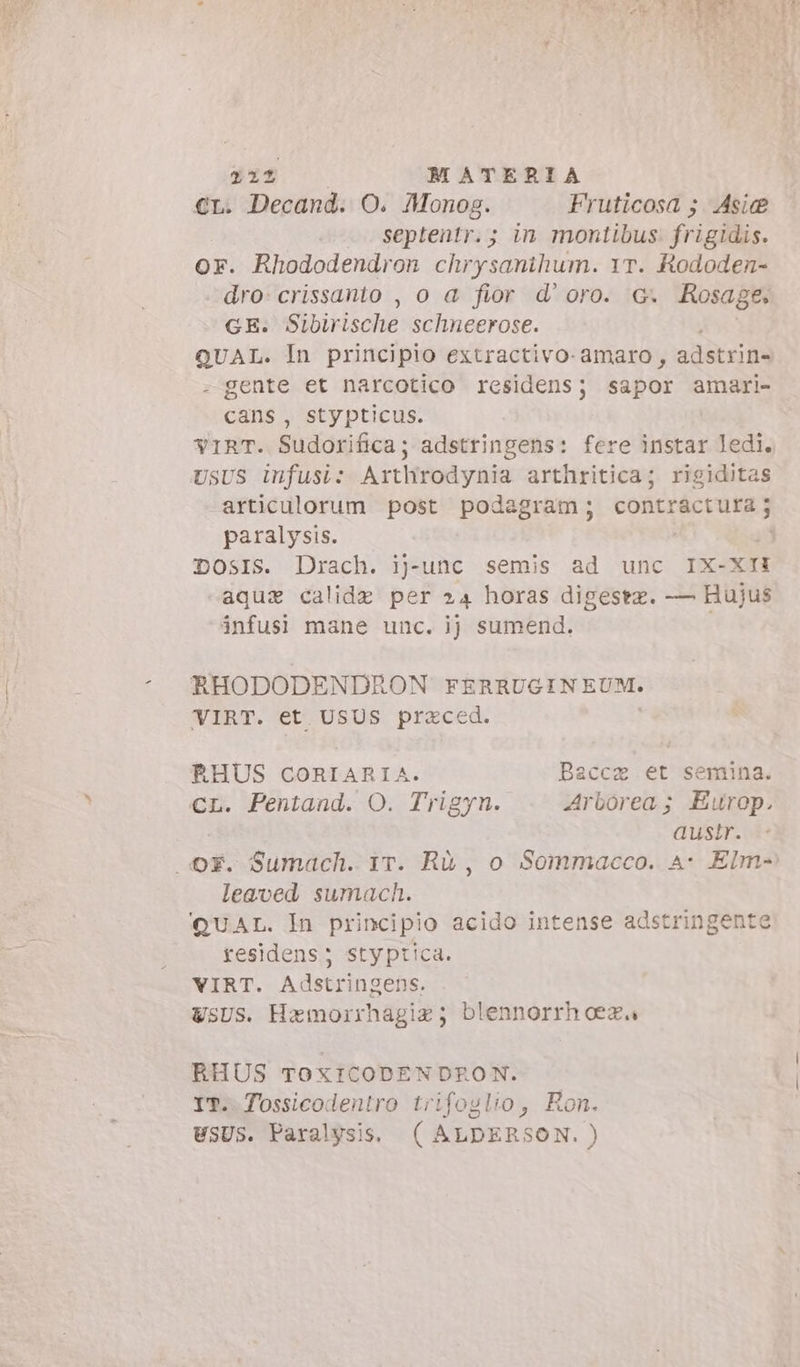 212 MATERIA
CL. Decand. O. Monog. Fruticosa ; Asiæ
septentr. ; in montibus frigidis.
OF. Rhododendron chrysanthum. IT. Rododen-
dro crissanto , o a fior d' oro. G. Rosage.
GE. Sibirische schneerose.
QUAL. In principio extractivo-amaro , adstrin-
gente et narcotico residens; sapor amari-
cans , stypticus.
VIRT. Sudorifica ; adstringens : fere instar ledi.
USUS infusi: Arthrodynia arthritica; rigiditas
articulorum post podagram ; contractura ;
paralysis.
DOSIS. Drach. ij-unc semis ad unc IX-XII
aquæ calidæ per 24 horas digestæ. — Hujus
infusi mane unc. ij sumend.
RHODODENDRON FERRUGINEUM.
VIRT. et USUS præced.
RHUS CORIARIA. Baccæ et semina.
CL. Pentand. O. Trigyn. Arborea ; Europ.
austr.
OF. Sumach. IT. Rù , o Sommacco. A. Elm-
leaved sumach.
QUAL. In principio acido intense adstringente
residens ; styptica.
VIRT. Adstringens.
USUS. Hæmorrhagiæ ; blennorrhœæ.
RHUS TOXICODENDRON.
IT. Tossicodentro trifoglio, Ron.
USUS. Paralysis. ( ALDERSON. )